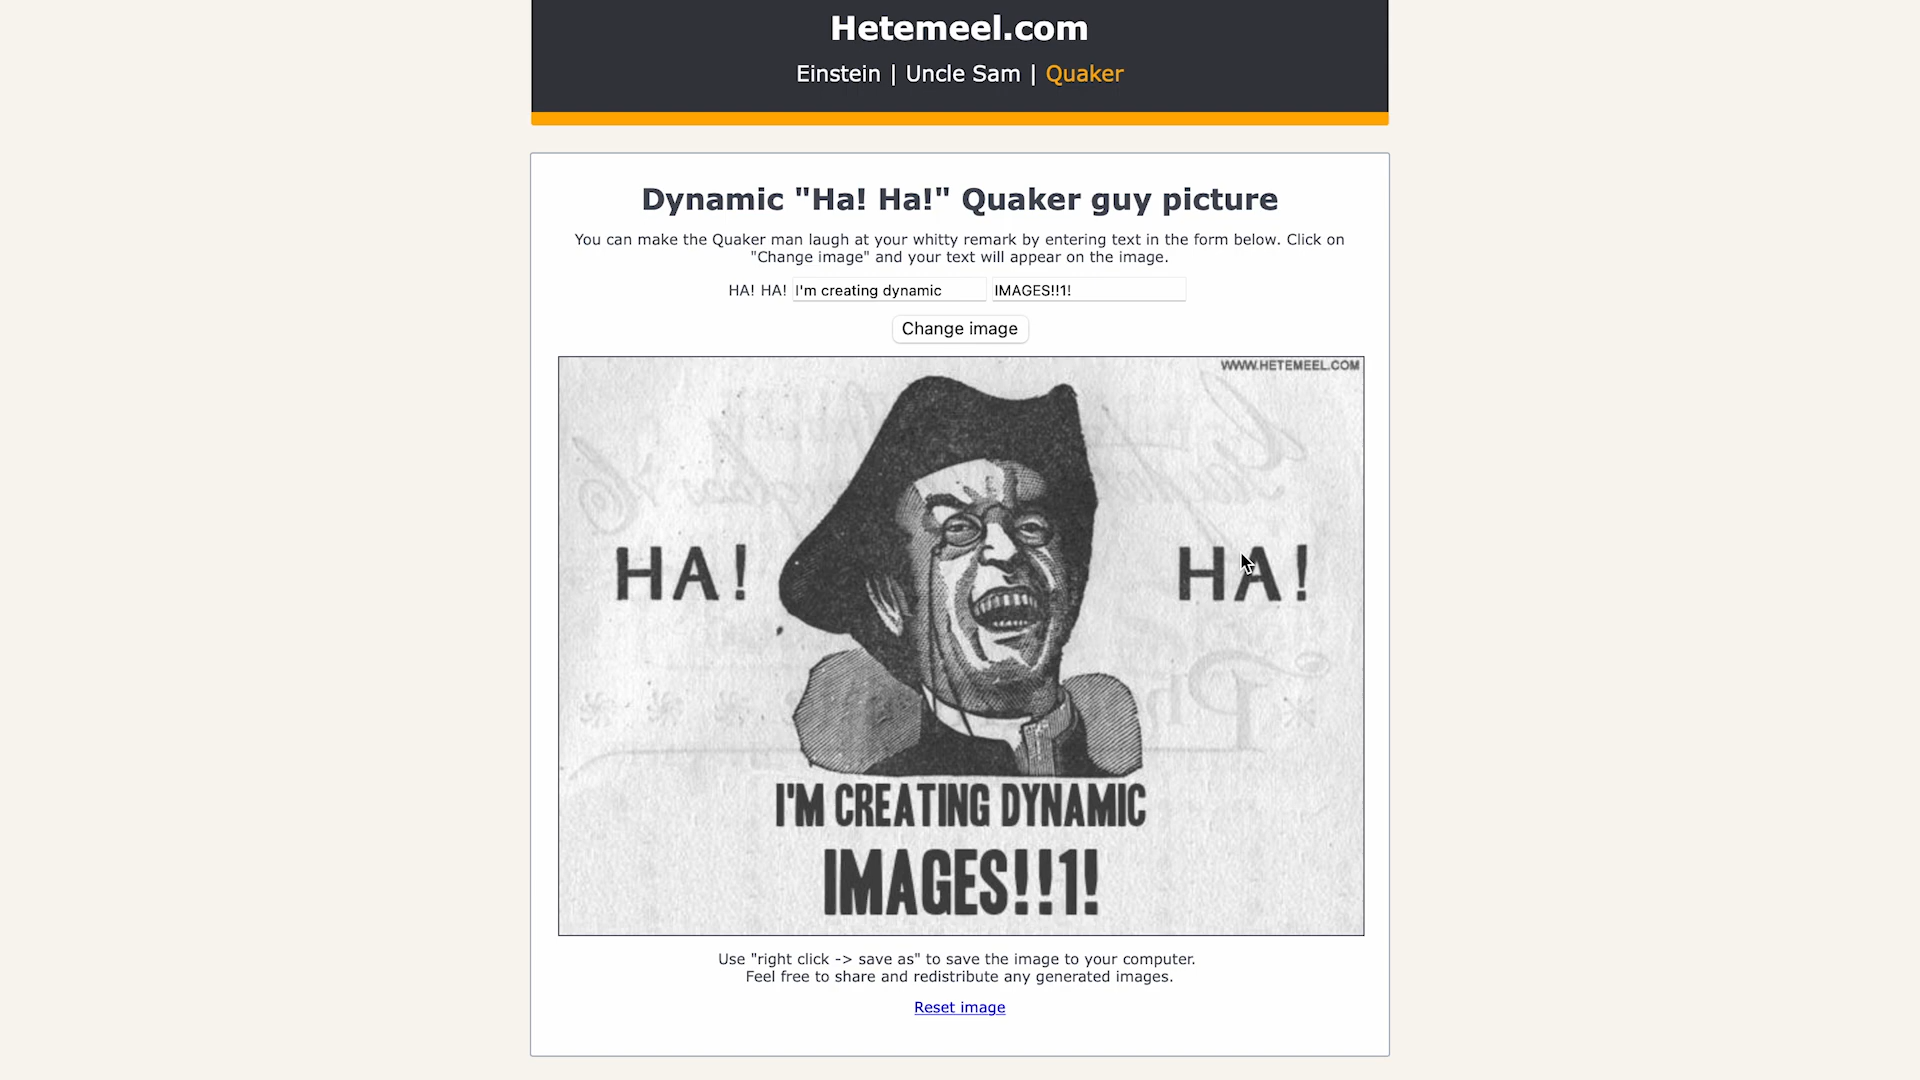 Hetemeel.com
Einstein | Uncle Sam | Quaker
Dynamic "Ha! Ha!" Quaker guy picture
You can make the Quaker man laugh at your whitty remark by entering text in the form below. Click on
"Change image" and your text will appear on the image.
HA! HA! I'm creating dynamic IMAGES!!1!
Change image
WWW.HETEMEEL.COM
HA! HA!
I'M CREATING DYNAMIC
IMAGES!!1!
Use "right click -> save as" to save the image to your computer.
Feel free to share and redistribute any generated images.
Reset image